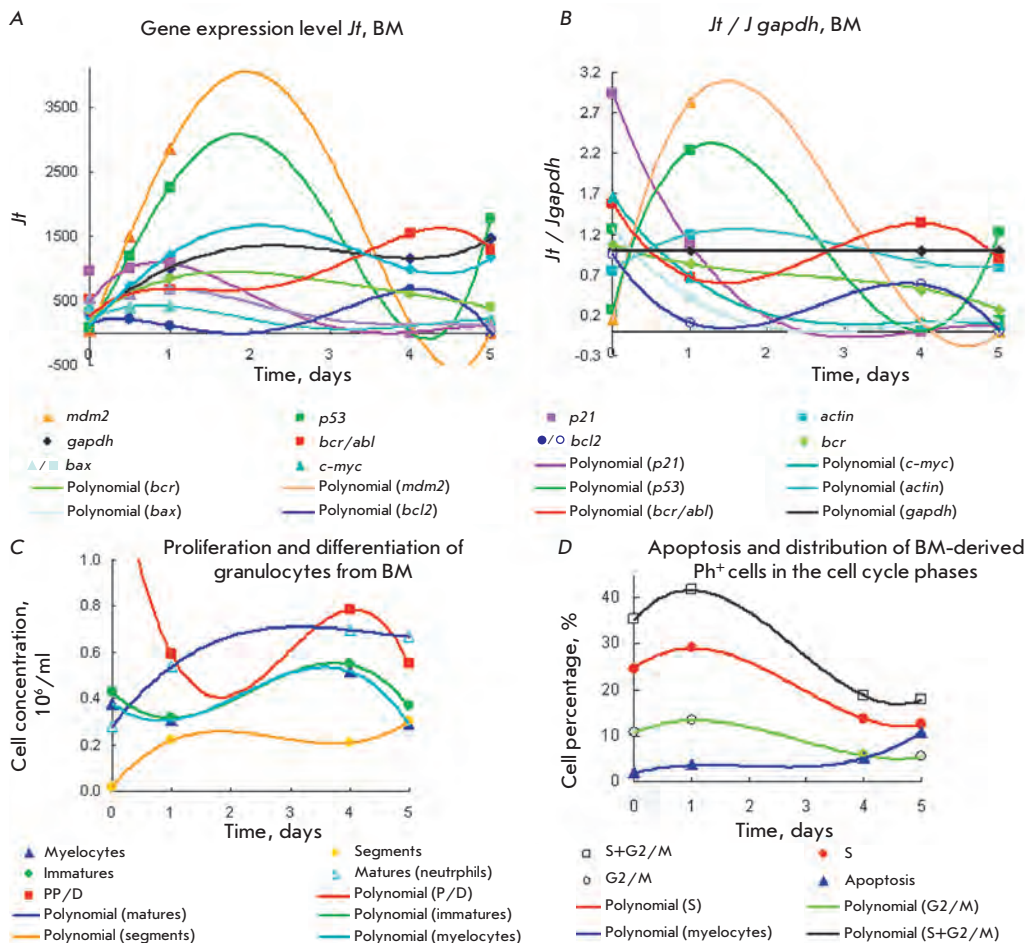 A
Gene expression level Jt, BM
3500
2500
1500
500
-500
Jt
0 1 2 3 4 5
Time, days
mdm2
p53
gapdh
bcr/abl
/ bax
c-myc
Polynomial (bcr)
Polynomial (mdm2)
Polynomial (bax)
Polynomial (bcl2)
B
Jt / J gapdh, BM
3.2
2.7
2.2
1.7
1.2
0.7
0.2
-0.3
Jt / Jgapdh
0 1 2 3 4 5
Time, days
p21
actin
/ bcl2
bcr
Polynomial (p21)
Polynomial (c-myc)
Polynomial (p53)
Polynomial (actin)
Polynomial (bcr/abl)
Polynomial (gapdh)
C
Proliferation and differentiation of
granulocytes from BM
1.0
0.8
0.6
0.4
0.2
0.0
Cell concentration,
10⁶/ml
0 1 2 3 4 5
Time, days
Myelocytes
Segments
Immatures
Matures (neutrphils)
PP/D
Polynomial (P/D)
Polynomial (matures)
Polynomial (immatures)
Polynomial (segments)
Polynomial (myelocytes)
D
Apoptosis and distribution of BM-derived
Ph⁺ cells in the cell cycle phases
40
30
20
10
0
Cell percentage, %
0 1 2 3 4 5
Time, days
S+G2/M
S
G2/M
Apoptosis
Polynomial (S)
Polynomial (G2/M)
Polynomial (myelocytes)
Polynomial (S+G2/M)